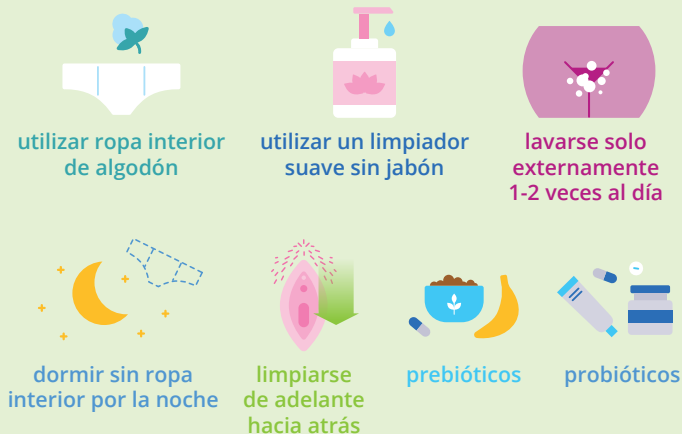 utilizar ropa interior
de algodón
utilizar un limpiador
suave sin jabón
lavarse solo
externamente
1-2 veces al día
dormir sin ropa
interior por la noche
limpiarse
de adelante
hacia atrás
prebióticos
probióticos